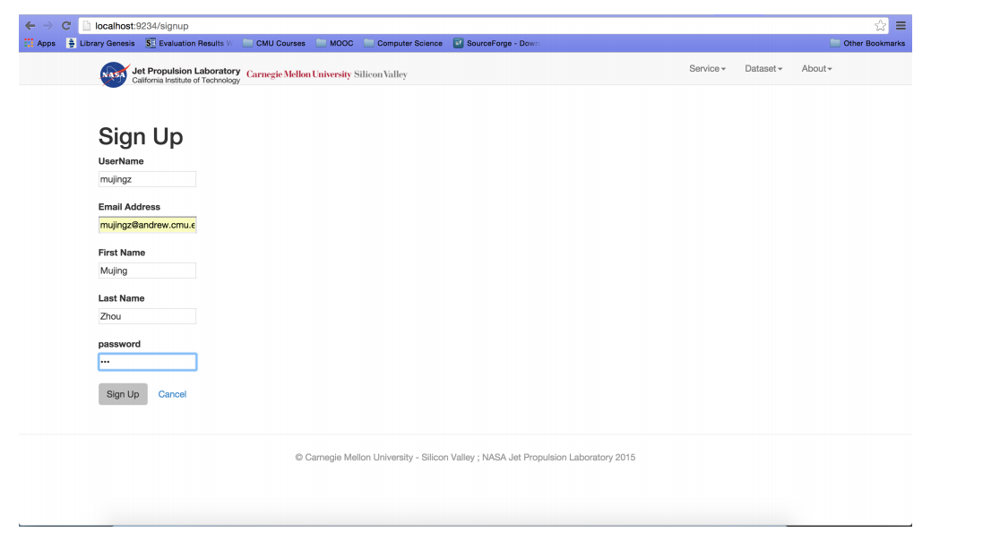 localhost:9234/signup
Apps Library Genesis SE Evaluation Results CMU Courses MOOC Computer Science SourceForge - Down Other Bookmarks
NASA Jet Propulsion Laboratory Carnegie Mellon University Silicon Valley Service Dataset About
California Institute of Technology
Sign Up
UserName
mujingz
Email Address
mujingz@andrew.cmu.e
First Name
Mujing
Last Name
Zhou
password
•••
Sign Up Cancel
© Carnegie Mellon University - Silicon Valley ; NASA Jet Propulsion Laboratory 2015